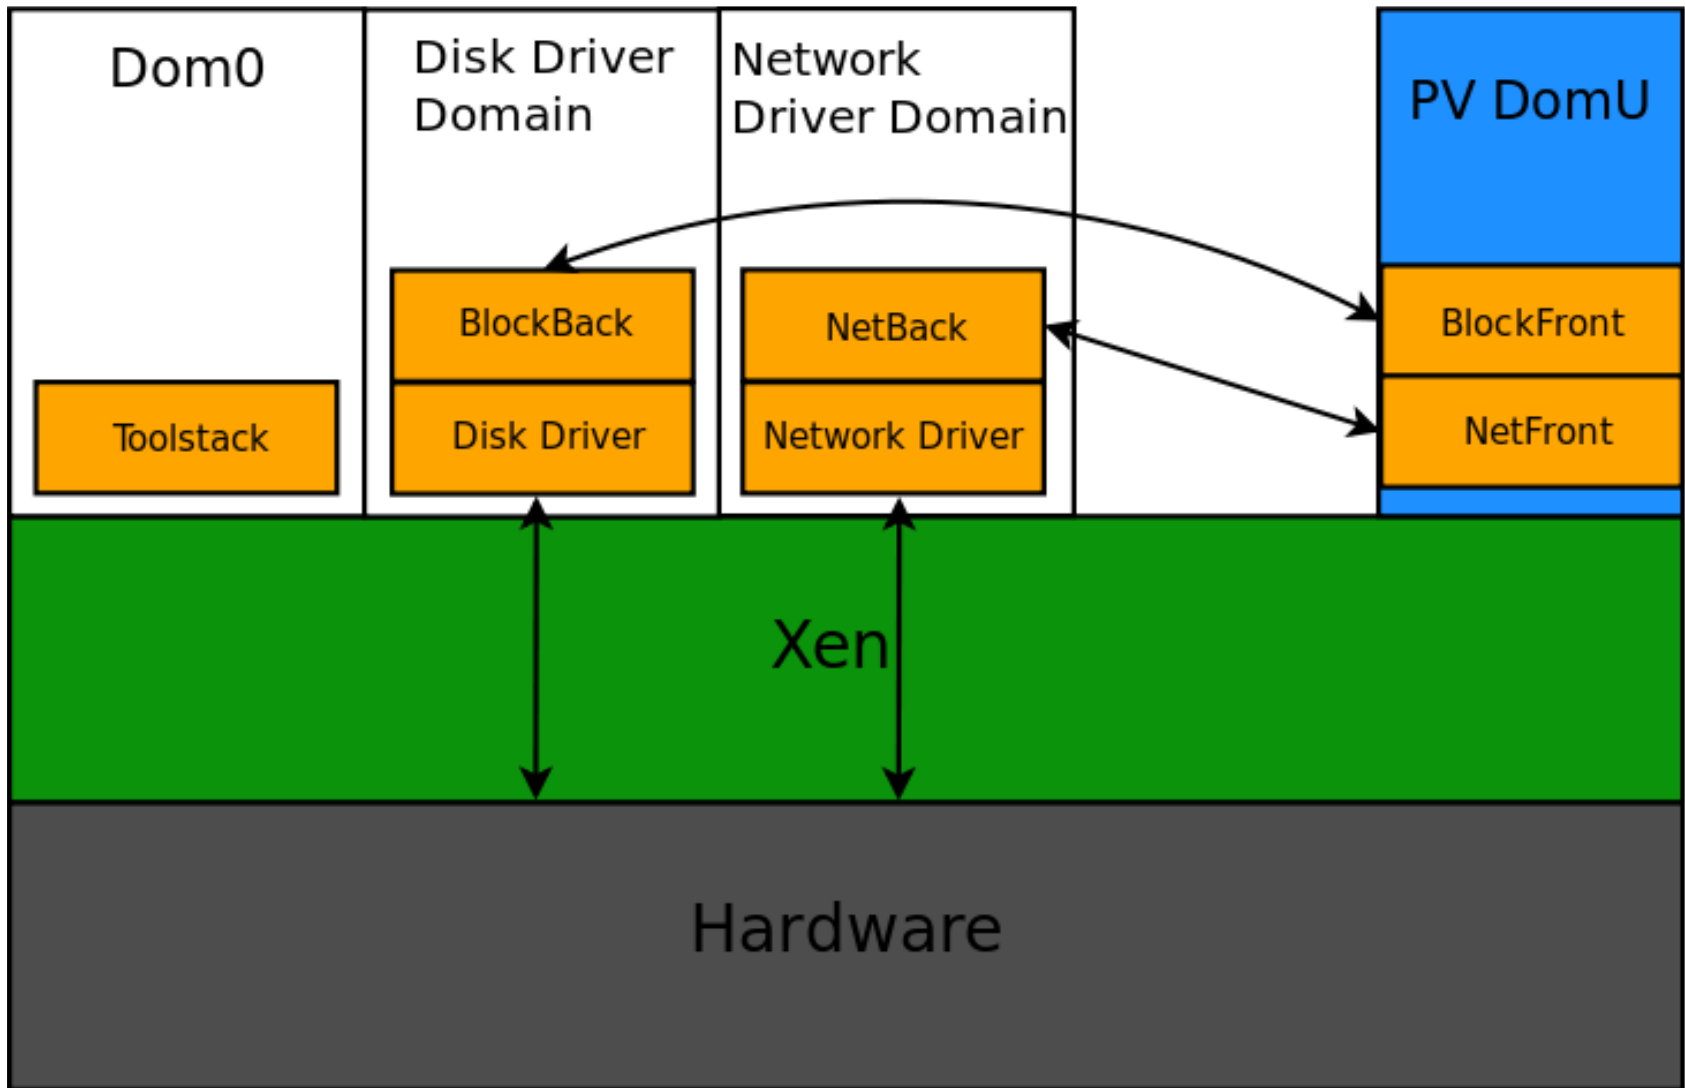 Dom0
Disk Driver
Domain
Network
Driver Domain
PV DomU
BlockBack
Disk Driver
NetBack
Network Driver
BlockFront
NetFront
Toolstack
Xen
Hardware